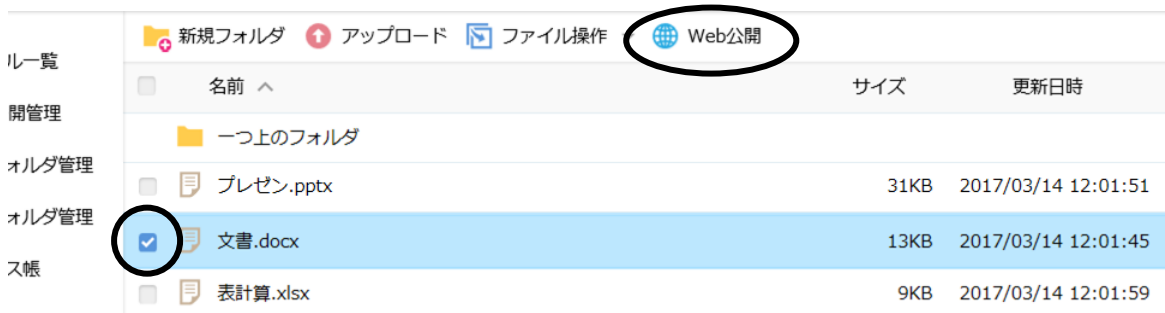 新規フォルダ アップロード ファイル操作 Web公開
ル一覧
名前 サイズ 更新日時
開管理
一つ上のフォルダ
ォルダ管理
プレゼン.pptx 31KB 2017/03/14 12:01:51
ォルダ管理
文書.docx 13KB 2017/03/14 12:01:45
ス帳
表計算.xlsx 9KB 2017/03/14 12:01:59